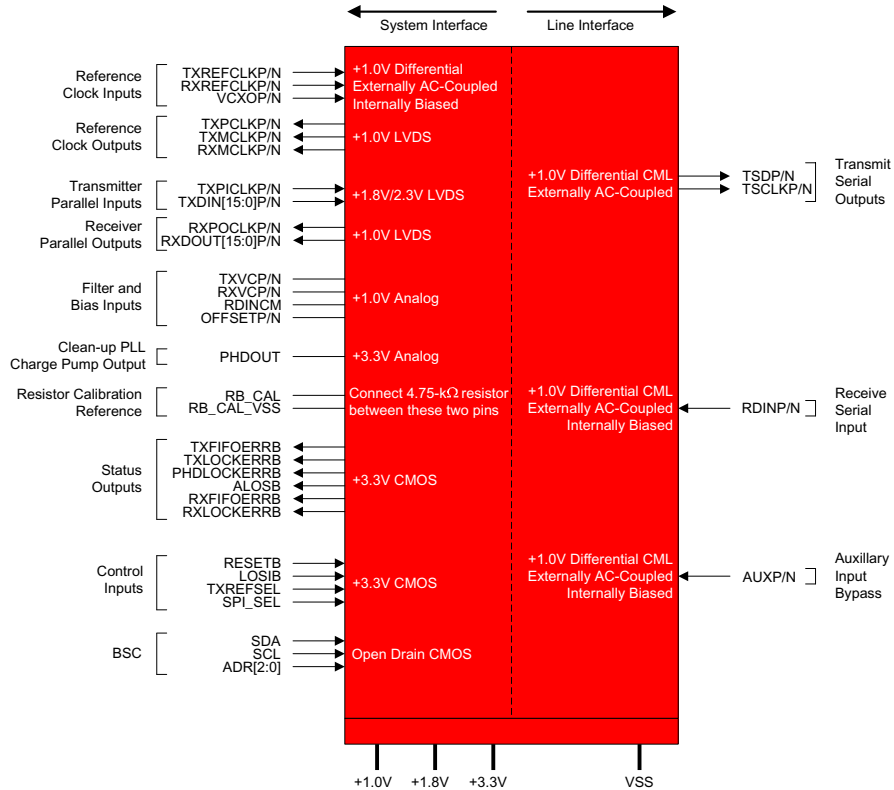 System Interface
Line Interface
Reference
Clock Inputs
TXREFCLKP/N
RXREFCLKP/N
VCXOP/N
+1.0V Differential
Externally AC-Coupled
Internally Biased
Reference
Clock Outputs
TXPCLKP/N
TXMCLKP/N
RXMCLKP/N
+1.0V LVDS
Transmitter
Parallel Inputs
TXPICLKP/N
TXDIN[15:0]P/N
+1.8V/2.3V LVDS
+1.0V Differential CML
Externally AC-Coupled
TSDP/N
TSCLKP/N
Transmit
Serial
Outputs
Receiver
Parallel Outputs
RXPOCLKP/N
RXDOUT[15:0]P/N
+1.0V LVDS
Filter and
Bias Inputs
TXVCP/N
RXVCP/N
RDINCM
OFFSETP/N
+1.0V Analog
Clean-up PLL
Charge Pump Output
PHDOUT
+3.3V Analog
Resistor Calibration
Reference
RB_CAL
RB_CAL_VSS
Connect 4.75-kΩ resistor
between these two pins
+1.0V Differential CML
Externally AC-Coupled
Internally Biased
RDINP/N
Receive
Serial
Input
Status
Outputs
TXFIFOERRB
TXLOCKERRB
PHDLOCKERRB
ALOSB
RXFIFOERRB
RXLOCKERRB
+3.3V CMOS
Control
Inputs
RESETB
LOSIB
TXREFSEL
SPI_SEL
+3.3V CMOS
+1.0V Differential CML
Externally AC-Coupled
Internally Biased
AUXP/N
Auxillary
Input
Bypass
BSC
SDA
SCL
ADR[2:0]
Open Drain CMOS
+1.0V
+1.8V
+3.3V
VSS